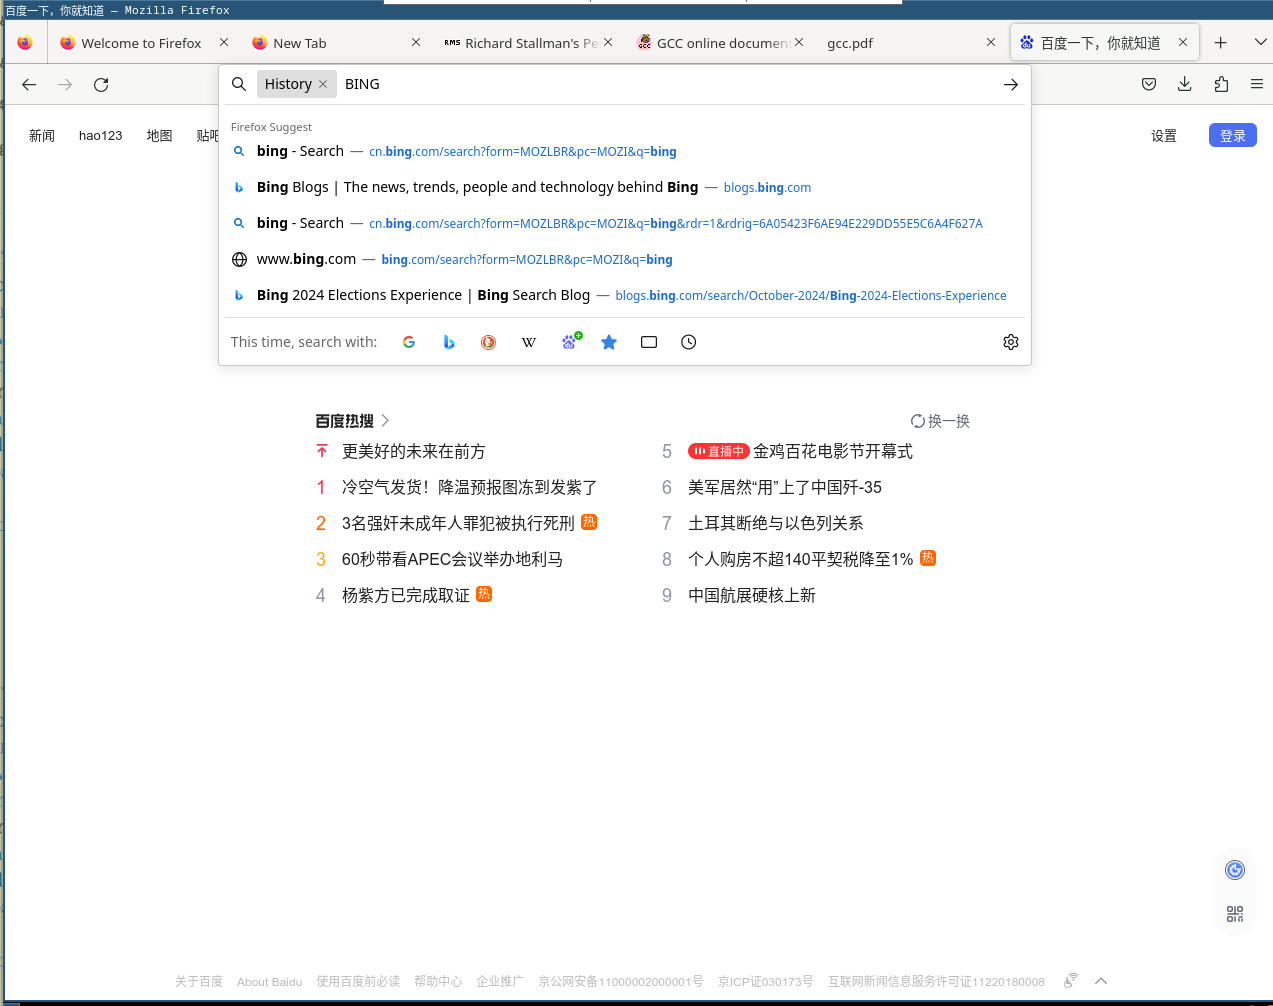 百度一下，你就知道 — Mozilla Firefox
Welcome to Firefox
New Tab
RMS Richard Stallman's Pe
GCC online document
gcc.pdf
百度一下，你就知道
History BING
新闻 hao123 地图 贴吧 设置 登录
Firefox Suggest
bing - Search — cn.bing.com/search?form=MOZLBR&pc=MOZI&q=bing
Bing Blogs | The news, trends, people and technology behind Bing — blogs.bing.com
bing - Search — cn.bing.com/search?form=MOZLBR&pc=MOZI&q=bing&rdr=1&rdrig=6A05423F6AE94E229DD55E5C6A4F627A
www.bing.com — bing.com/search?form=MOZLBR&pc=MOZI&q=bing
Bing 2024 Elections Experience | Bing Search Blog — blogs.bing.com/search/October-2024/Bing-2024-Elections-Experience
This time, search with:
百度热搜
换一换
更美好的未来在前方
1 冷空气发货！降温预报图冻到发紫了
2 3名强奸未成年人罪犯被执行死刑 热
3 60秒带看APEC会议举办地利马
4 杨紫方已完成取证 热
5 直播中 金鸡百花电影节开幕式
6 美军居然“用”上了中国歼-35
7 土耳其断绝与以色列关系
8 个人购房不超140平契税降至1% 热
9 中国航展硬核上新
关于百度 About Baidu 使用百度前必读 帮助中心 企业推广 京公网安备11000002000001号 京ICP证030173号 互联网新闻信息服务许可证11220180008